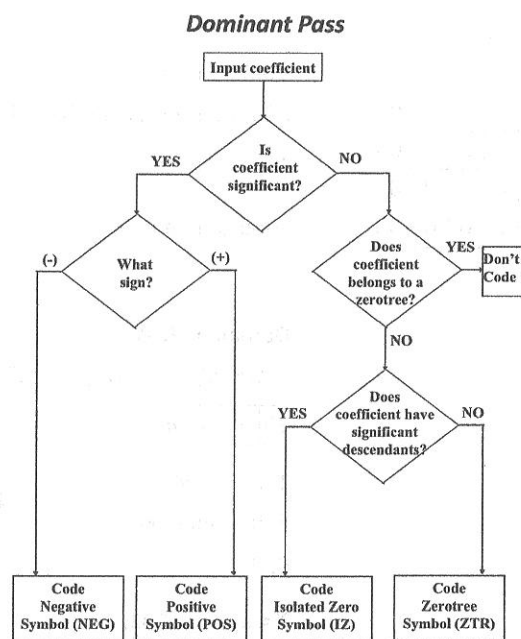 Dominant Pass
Input coefficient
Is
coefficient
significant?
YES
NO
What
sign?
(-)
(+)
Does
coefficient
belongs to a
zerotree?
YES
Don't
Code
NO
Does
coefficient have
significant
descendants?
YES
NO
Code
Negative
Symbol (NEG)
Code
Positive
Symbol (POS)
Code
Isolated Zero
Symbol (IZ)
Code
Zerotree
Symbol (ZTR)